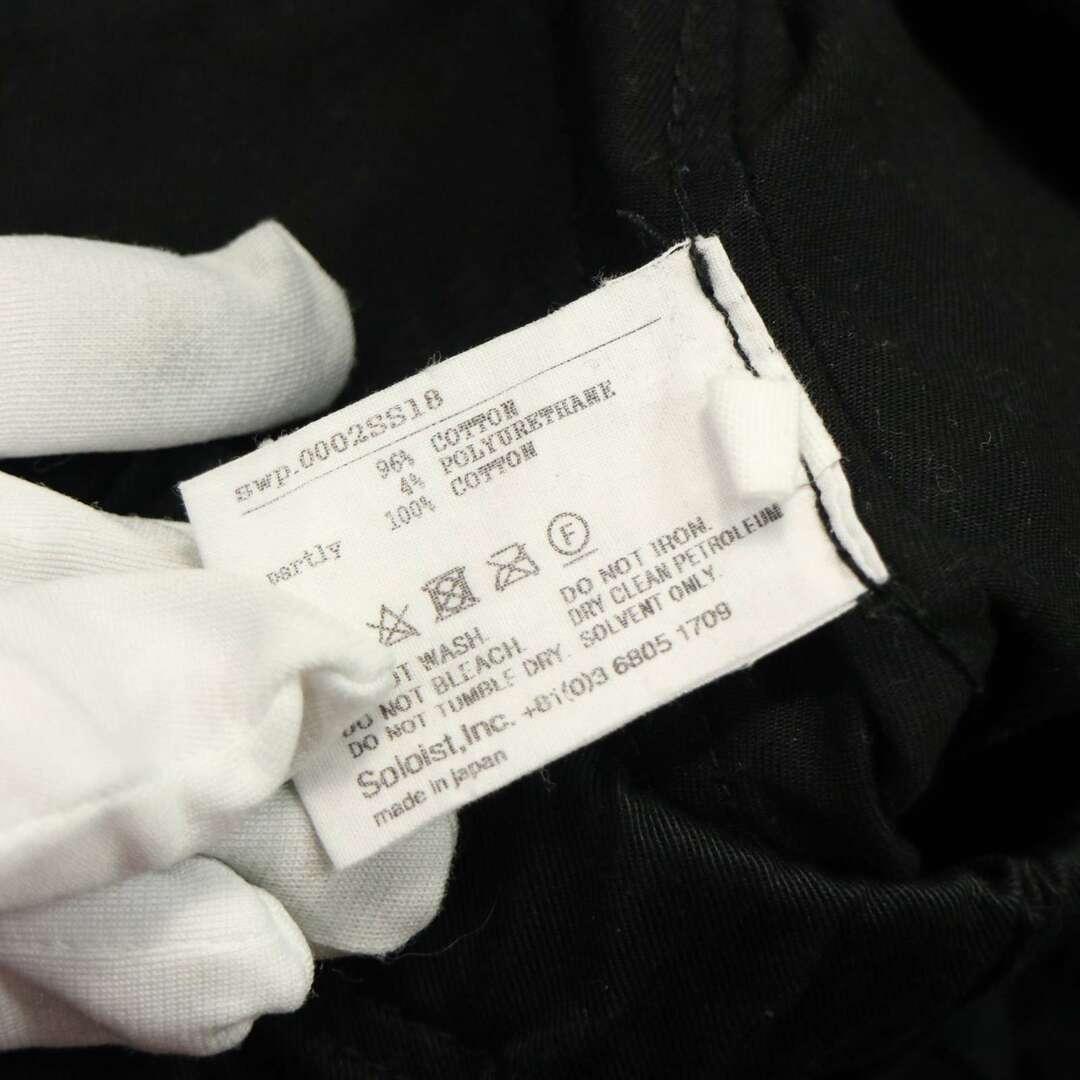 swp.0002SS18
96% COTTON
4% POLYURETHANE
partly 100% COTTON
F
WASH.
DO NOT BLEACH.
DO NOT TUMBLE DRY.
DO NOT IRON.
DRY CLEAN PETROLEUM
SOLVENT ONLY.
Soloist,Inc. +81(0)3 6805 1709
made in japan